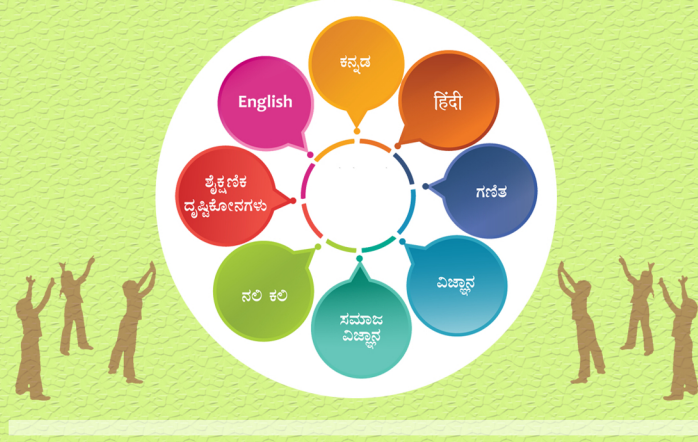 ಕನ್ನಡ
हिंदी
ಗಣಿತ
ವಿಜ್ಞಾನ
ಸಮಾಜ
ವಿಜ್ಞಾನ
ನಲಿ ಕಲಿ
ಶೈಕ್ಷಣಿಕ
ದೃಷ್ಟಿಕೋನಗಳು
English